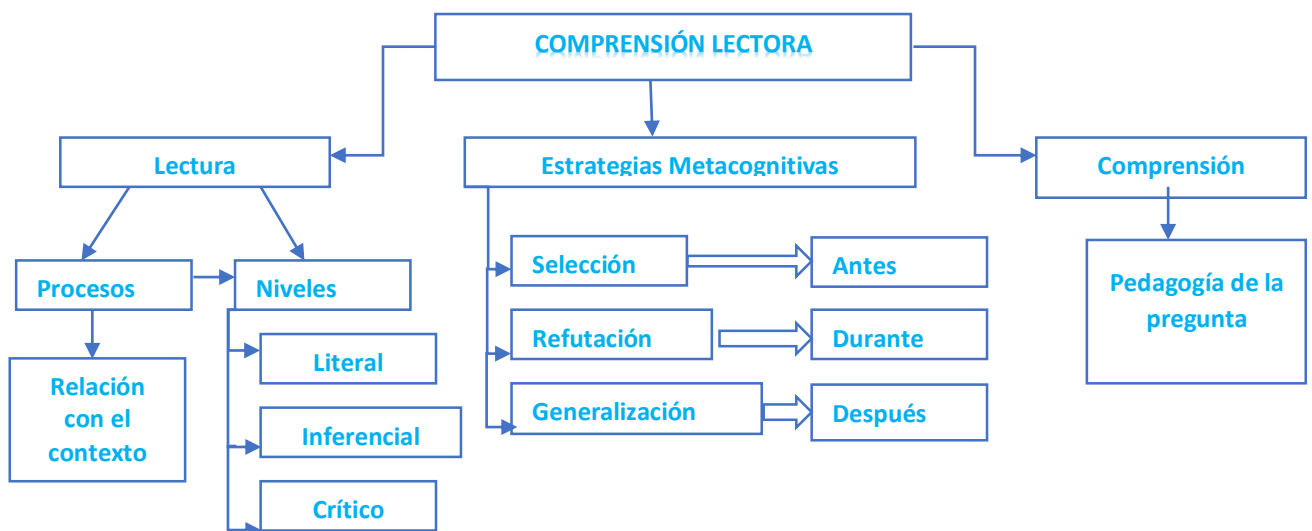 COMPRENSIÓN LECTORA
Lectura
Estrategias Metacognitivas
Comprensión
Procesos
Niveles
Selección
Antes
Pedagogía de la
pregunta
Refutación
Durante
Relación
con el
contexto
Literal
Generalización
Después
Inferencial
Crítico